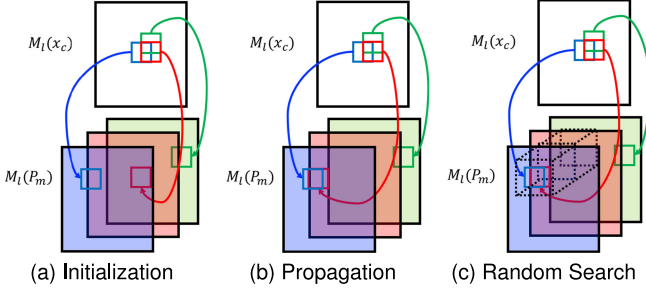 M_l(x_c) M_l(x_c) M_l(x_c)
M_l(P_m) M_l(P_m) M_l(P_m)
(a) Initialization (b) Propagation (c) Random Search